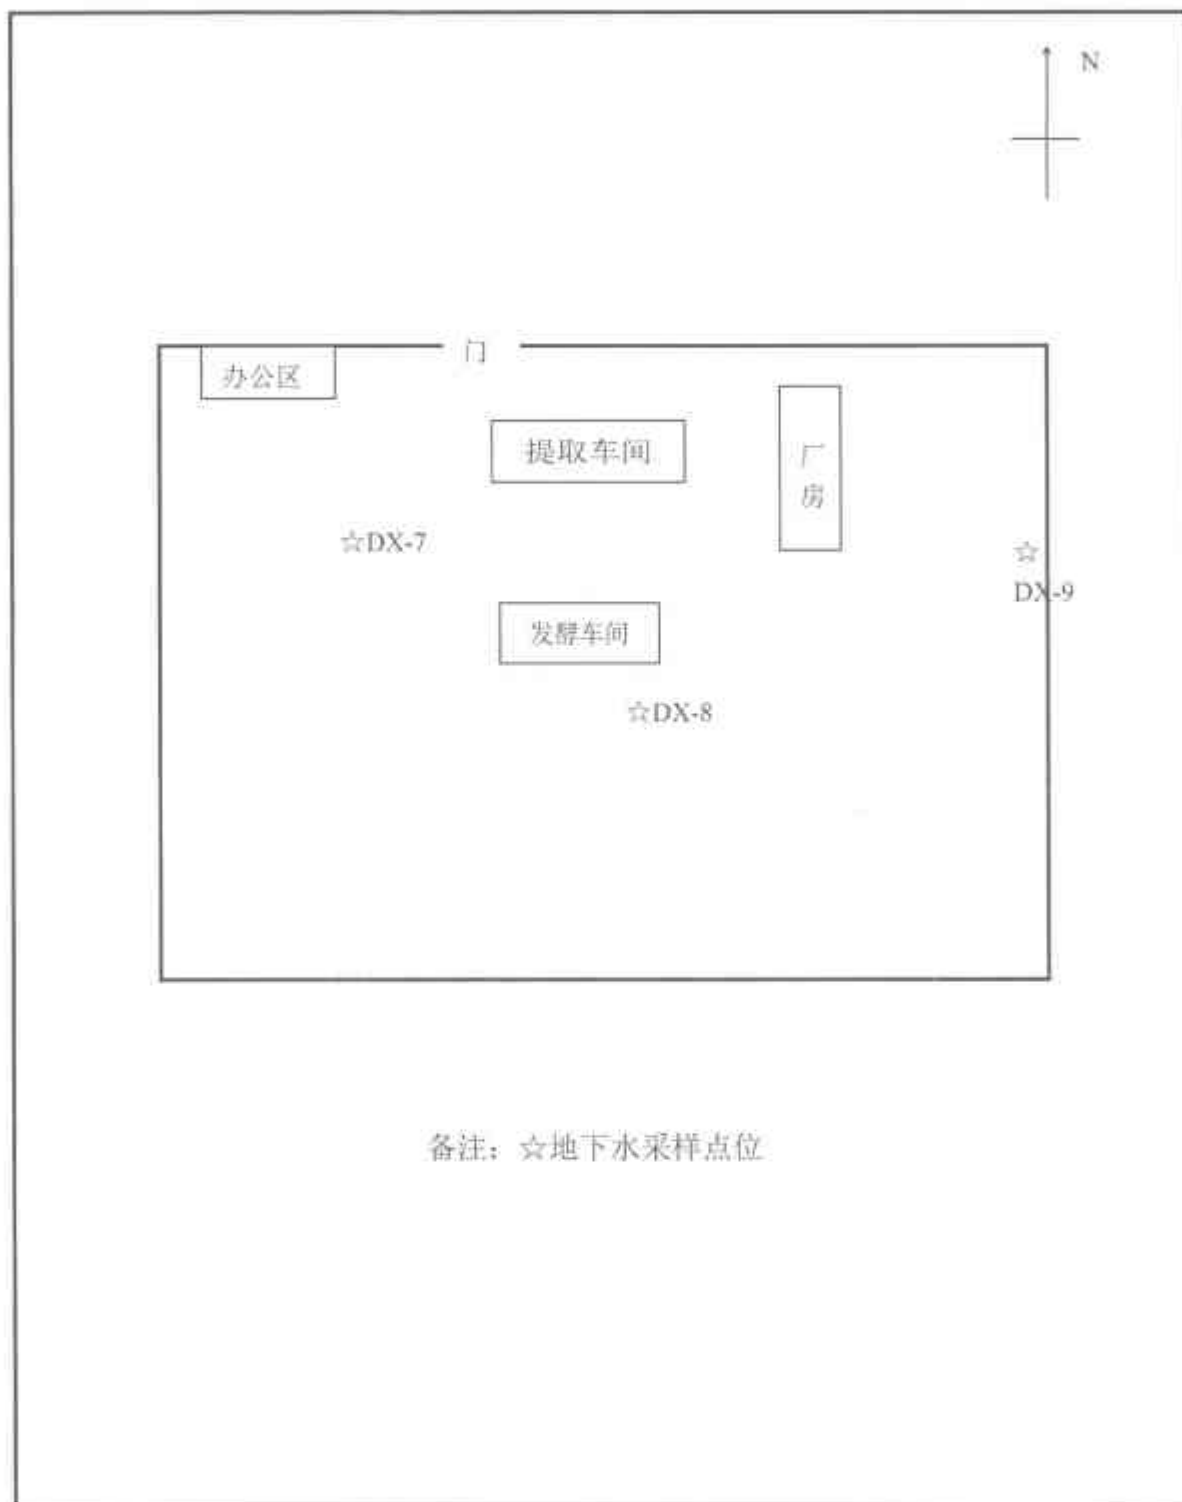 N
门
办公区
提取车间
厂
房
☆DX-7
☆
DX-9
发酵车间
☆DX-8
备注：☆地下水采样点位